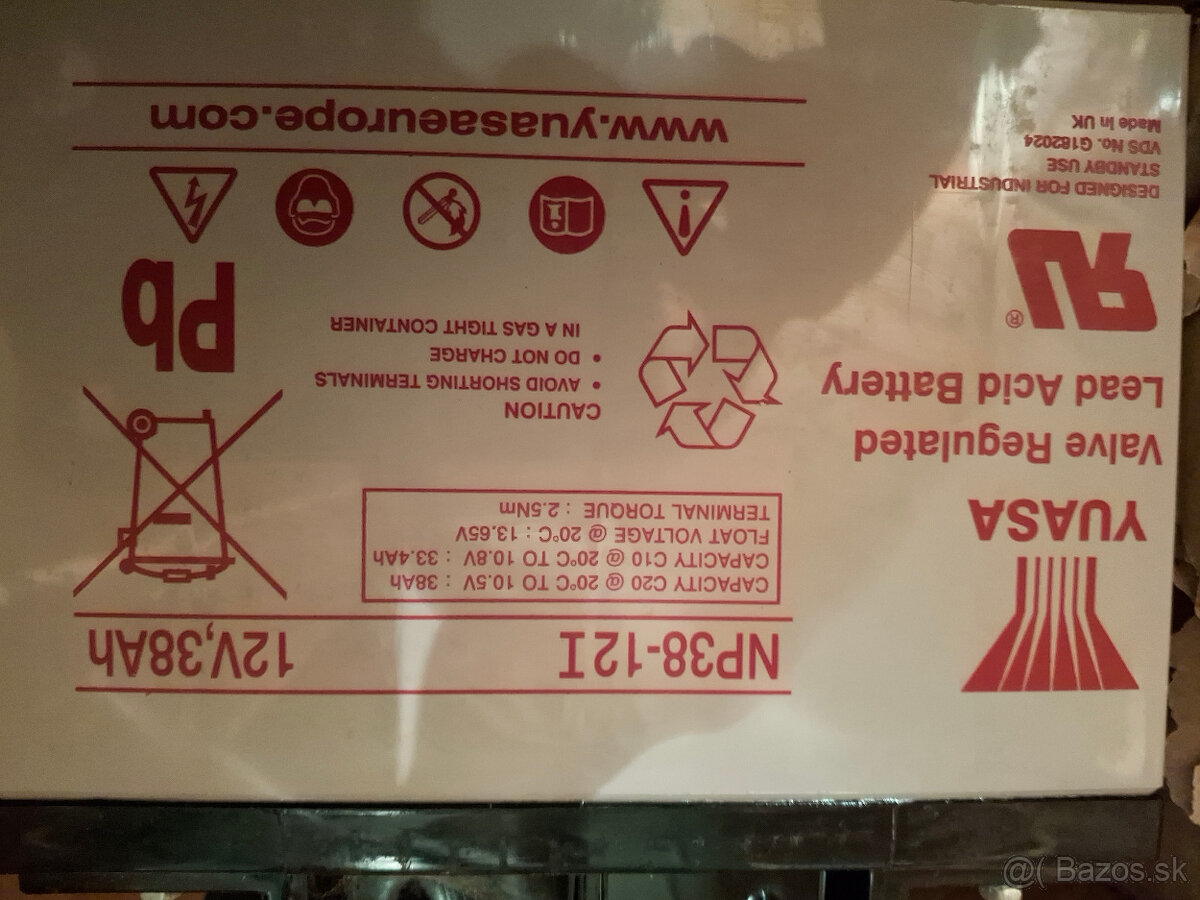 YUASA
Valve Regulated
Lead Acid Battery
®
DESIGNED FOR INDUSTRIAL
STANDBY USE
VDS No. G182024
Made in UK
NP38-12I 12V,38Ah
CAPACITY C20 @ 20°C TO 10.5V : 38Ah
CAPACITY C10 @ 20°C TO 10.8V : 33.4Ah
FLOAT VOLTAGE @ 20°C : 13.65V
TERMINAL TORQUE : 2.5Nm
CAUTION
• AVOID SHORTING TERMINALS
• DO NOT CHARGE
IN A GAS TIGHT CONTAINER
Pb
www.yuasaeurope.com
@( Bazos.sk